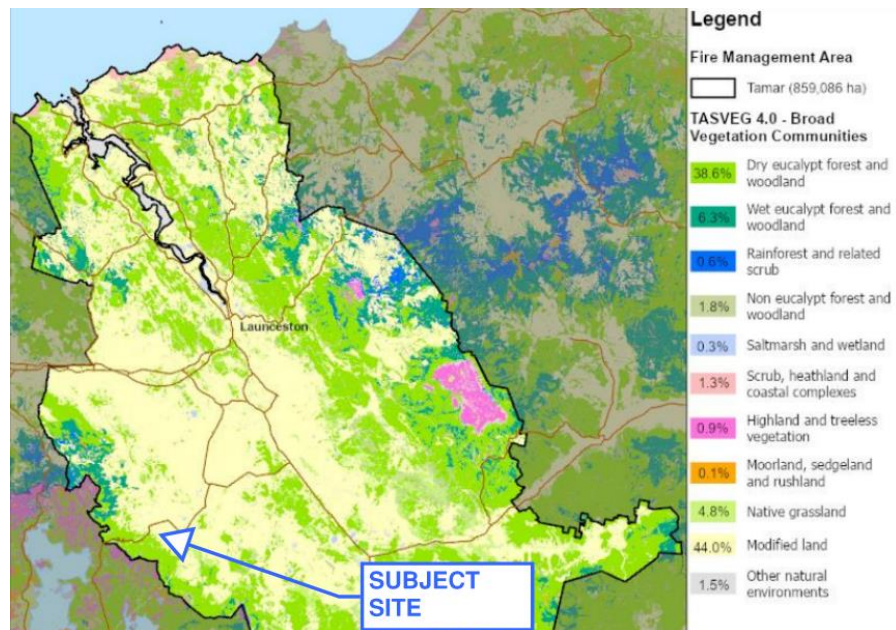 Launceston
SUBJECT
SITE
Legend
Fire Management Area
Tamar (859,086 ha)
TASVEG 4.0 - Broad
Vegetation Communities
38.6% Dry eucalypt forest and
woodland
6.3% Wet eucalypt forest and
woodland
0.6% Rainforest and related
scrub
1.8% Non eucalypt forest and
woodland
0.3% Saltmarsh and wetland
1.3% Scrub, heathland and
coastal complexes
0.9% Highland and treeless
vegetation
0.1% Moorland, sedgeland
and rushland
4.8% Native grassland
44.0% Modified land
1.5% Other natural
environments